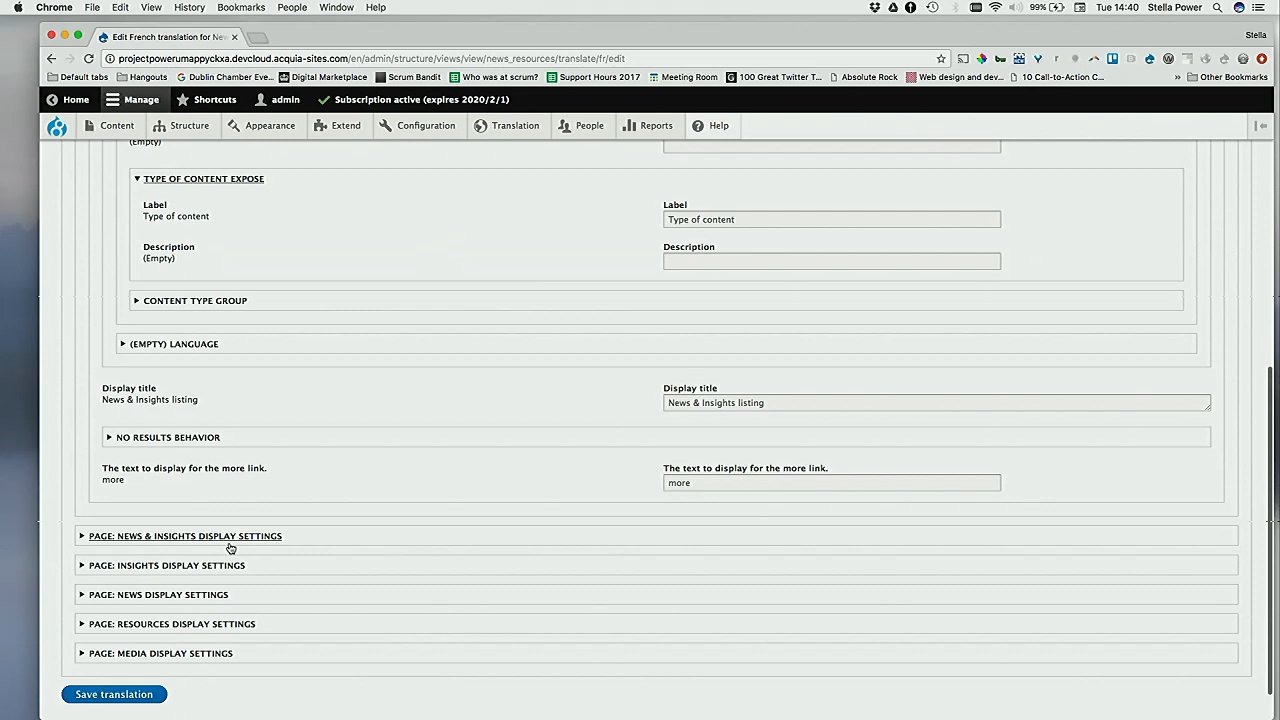 Chrome File Edit View History Bookmarks People Window Help 99% Tue 14:40 Stella Power
Edit French translation for Nev Stella
projectpowerumappyckxa.devcloud.acquia-sites.com/en/admin/structure/views/view/news_resources/translate/fr/edit
Default tabs Hangouts Dublin Chamber Eve... Digital Marketplace Scrum Bandit Who was at scrum? Support Hours 2017 Meeting Room 100 Great Twitter T... Absolute Rock Web design and dev... 10 Call-to-Action C... » Other Bookmarks
Home Manage Shortcuts admin Subscription active (expires 2020/2/1)
Content Structure Appearance Extend Configuration Translation People Reports Help
(Empty)
TYPE OF CONTENT EXPOSE
Label Label
Type of content Type of content
Description Description
(Empty)
CONTENT TYPE GROUP
(EMPTY) LANGUAGE
Display title Display title
News & Insights listing News & Insights listing
NO RESULTS BEHAVIOR
The text to display for the more link. The text to display for the more link.
more more
PAGE: NEWS & INSIGHTS DISPLAY SETTINGS
PAGE: INSIGHTS DISPLAY SETTINGS
PAGE: NEWS DISPLAY SETTINGS
PAGE: RESOURCES DISPLAY SETTINGS
PAGE: MEDIA DISPLAY SETTINGS
Save translation